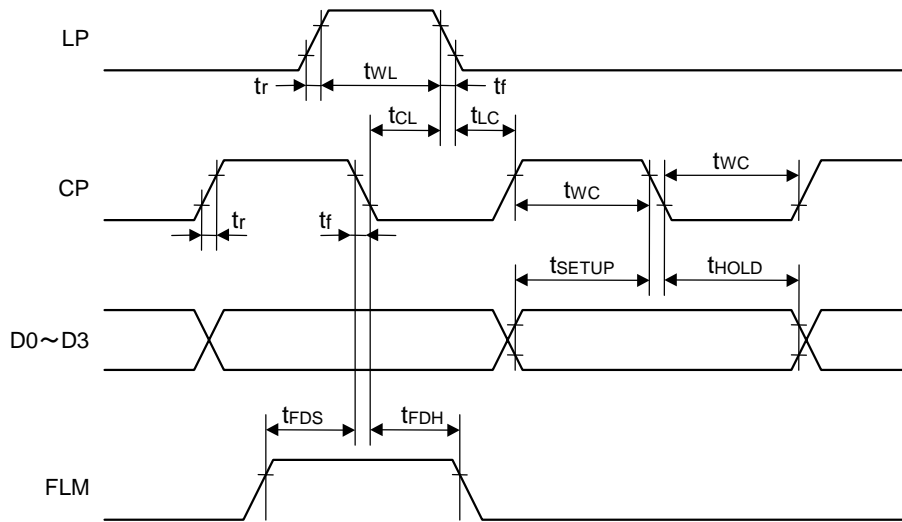 LP
tr
tWL
tf
tCL
tLC
CP
tWC
tWC
tr
tf
tSETUP
tHOLD
D0～D3
tFDS
tFDH
FLM